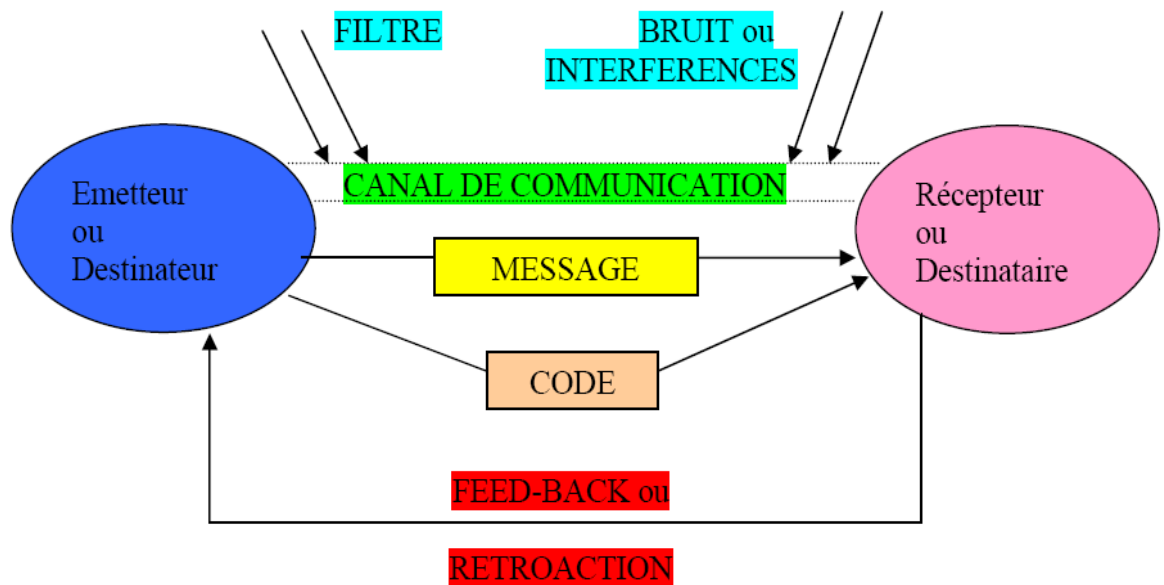 FILTRE
BRUIT ou
INTERFERENCES
CANAL DE COMMUNICATION
Emetteur
ou
Destinateur
Récepteur
ou
Destinataire
MESSAGE
CODE
FEED-BACK ou
RETROACTION